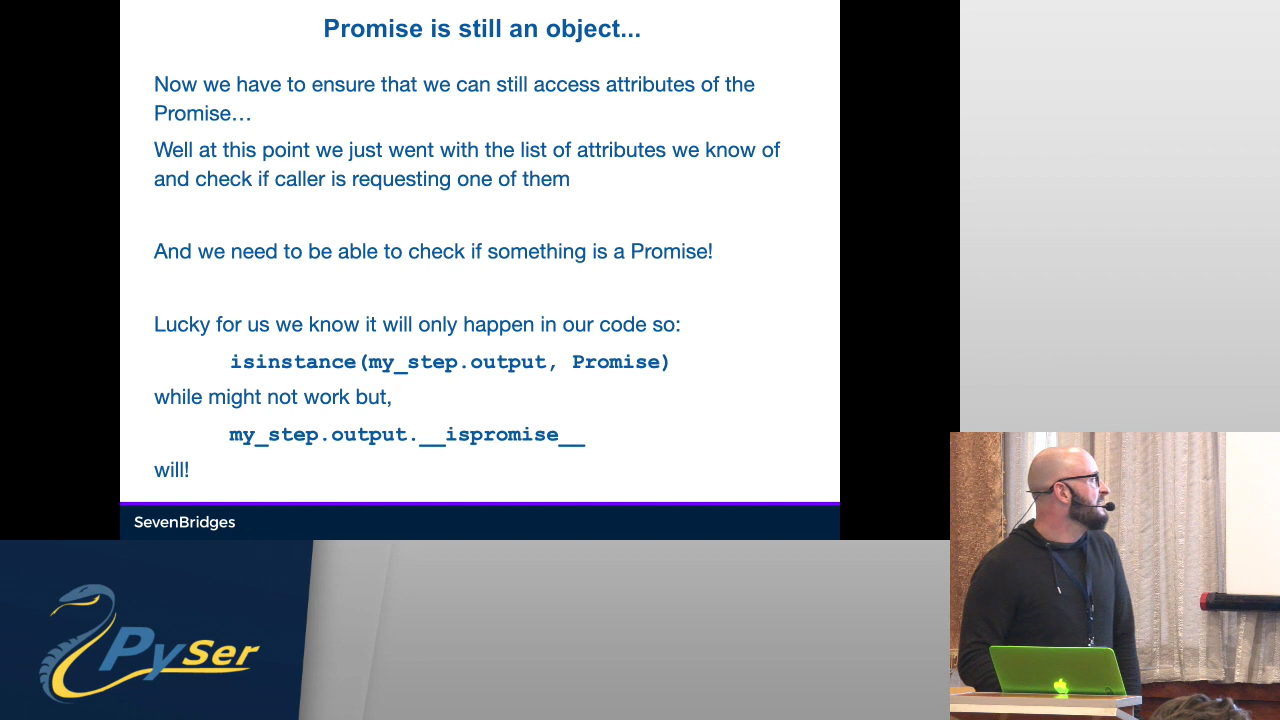 Promise is still an object...
Now we have to ensure that we can still access attributes of the
Promise…
Well at this point we just went with the list of attributes we know of
and check if caller is requesting one of them
And we need to be able to check if something is a Promise!
Lucky for us we know it will only happen in our code so:
isinstance(my_step.output, Promise)
while might not work but,
my_step.output.__ispromise__
will!
SevenBridges
PySer